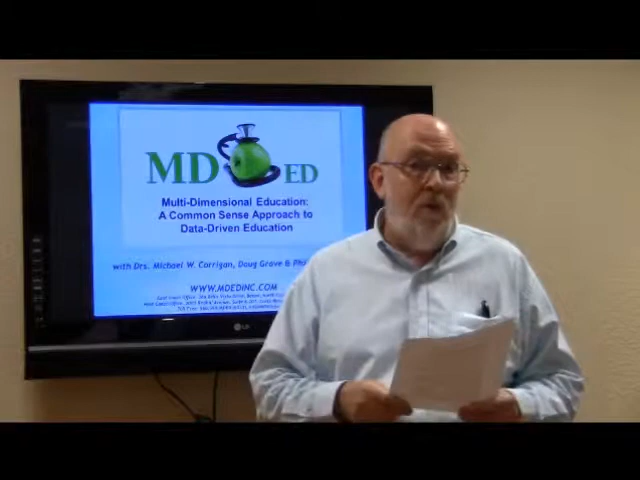 MD ED
Multi-Dimensional Education:
A Common Sense Approach to
Data-Driven Education
with Drs. Michael W. Corrigan, Doug Grove &
WWW.MDEDINC.COM
LG